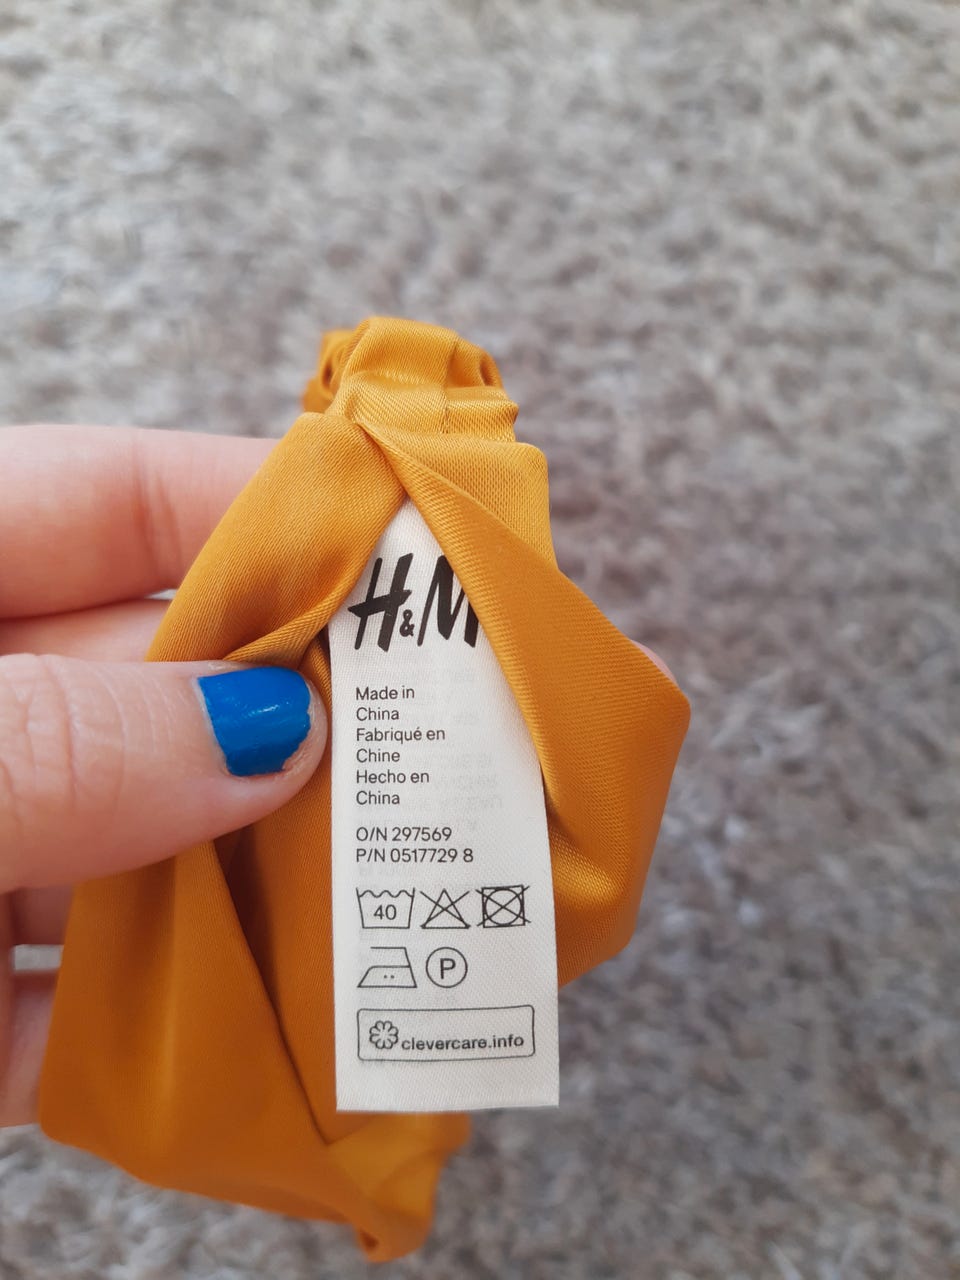 H&M
Made in
China
Fabriqué en
Chine
Hecho en
China
O/N 297569
P/N 0517729 8
40
P
clevercare.info